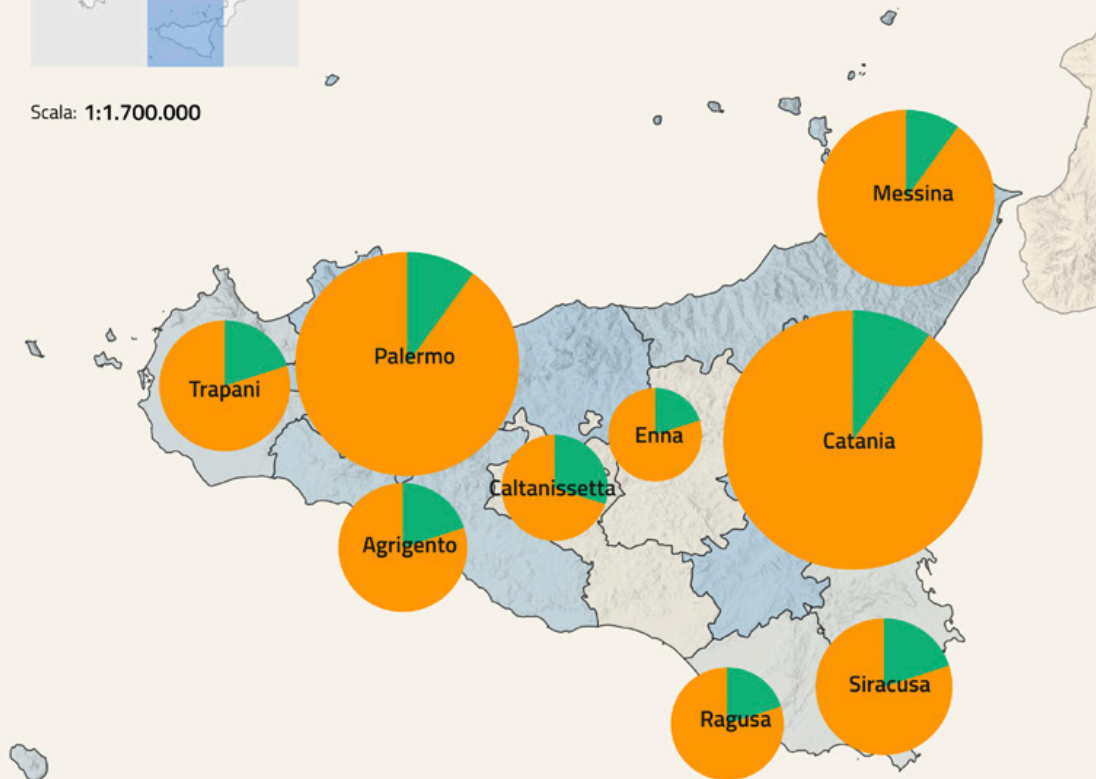 Scala: 1:1.700.000
Messina
Palermo
Trapani
Enna
Catania
Caltanissetta
Agrigento
Siracusa
Ragusa